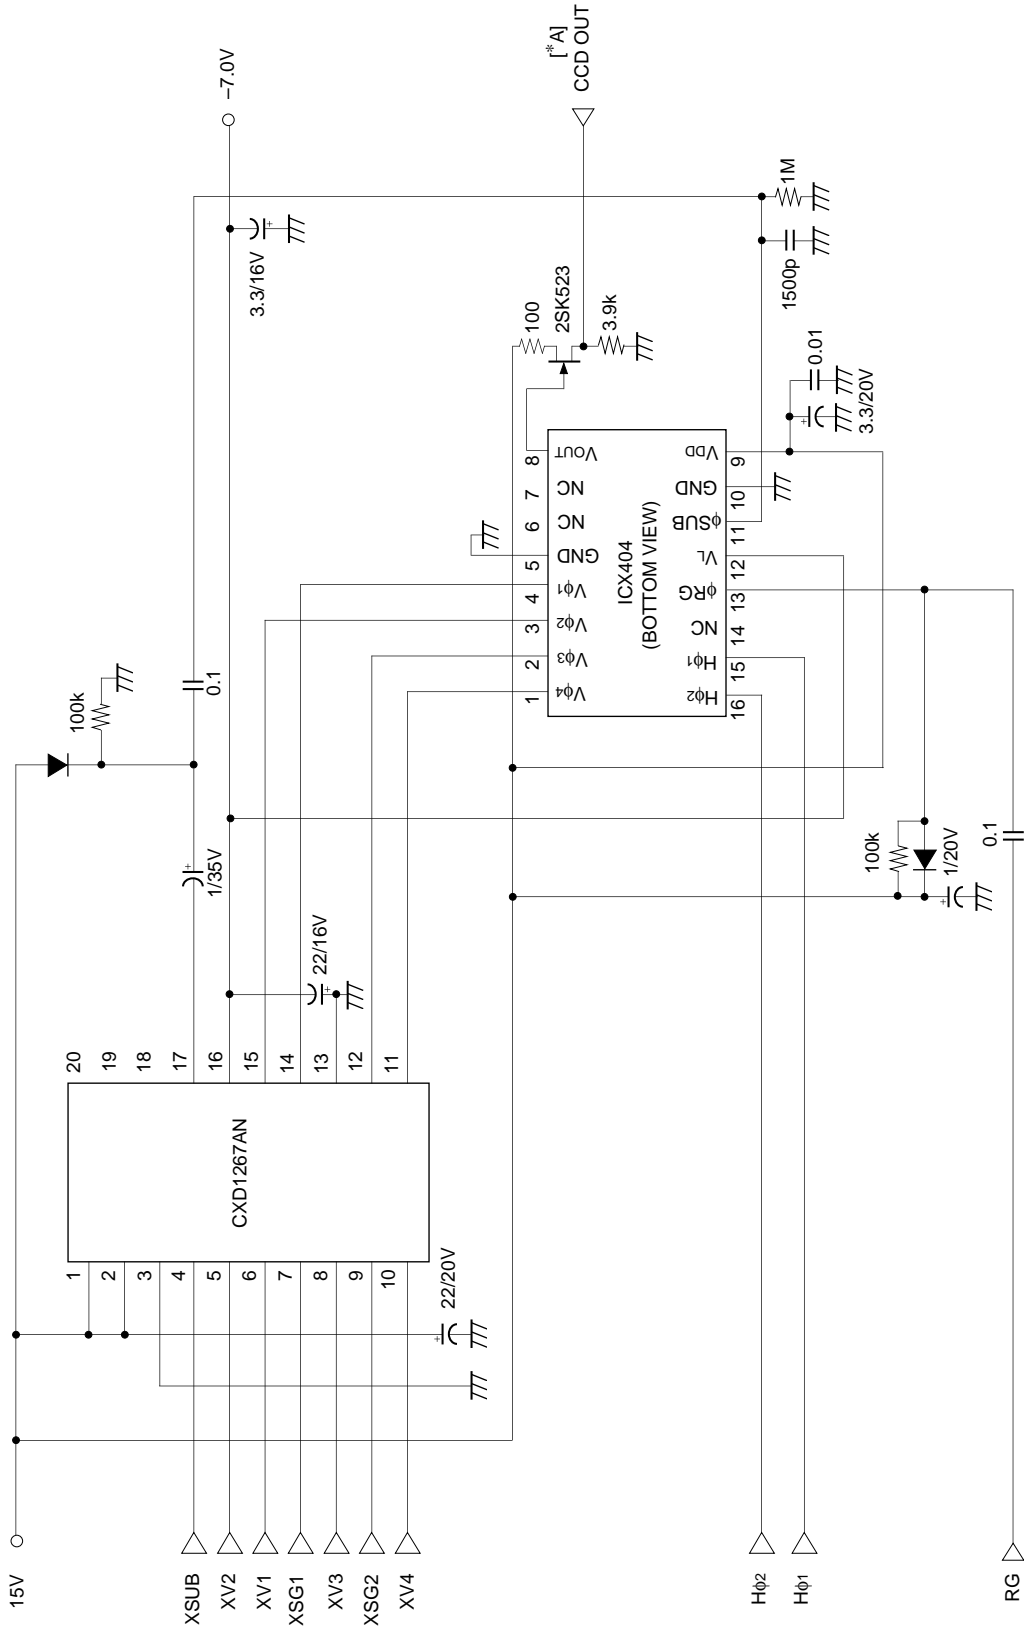 15V
XSUB
XV2
XV1
XSG1
XV3
XSG2
XV4
Hϕ2
Hϕ1
RG
1
2
3
4
5
6
7
8
9
10
22/20V
CXD1267AN
20
19
18
17
16
15
14
13
12
11
22/16V
1/35V
100k
0.1
100k
1/20V
0.1
1
2
3
4
5
6
7
8
Vϕ4
Vϕ3
Vϕ2
Vϕ1
GND
NC
NC
VOUT
ICX404
(BOTTOM VIEW)
Hϕ2
Hϕ1
NC
ϕRG
VL
ϕSUB
GND
VDD
16
15
14
13
12
11
10
9
3.3/16V
–7.0V
100
2SK523
3.9k
[*A]
CCD OUT
0.01
3.3/20V
1500p
1M